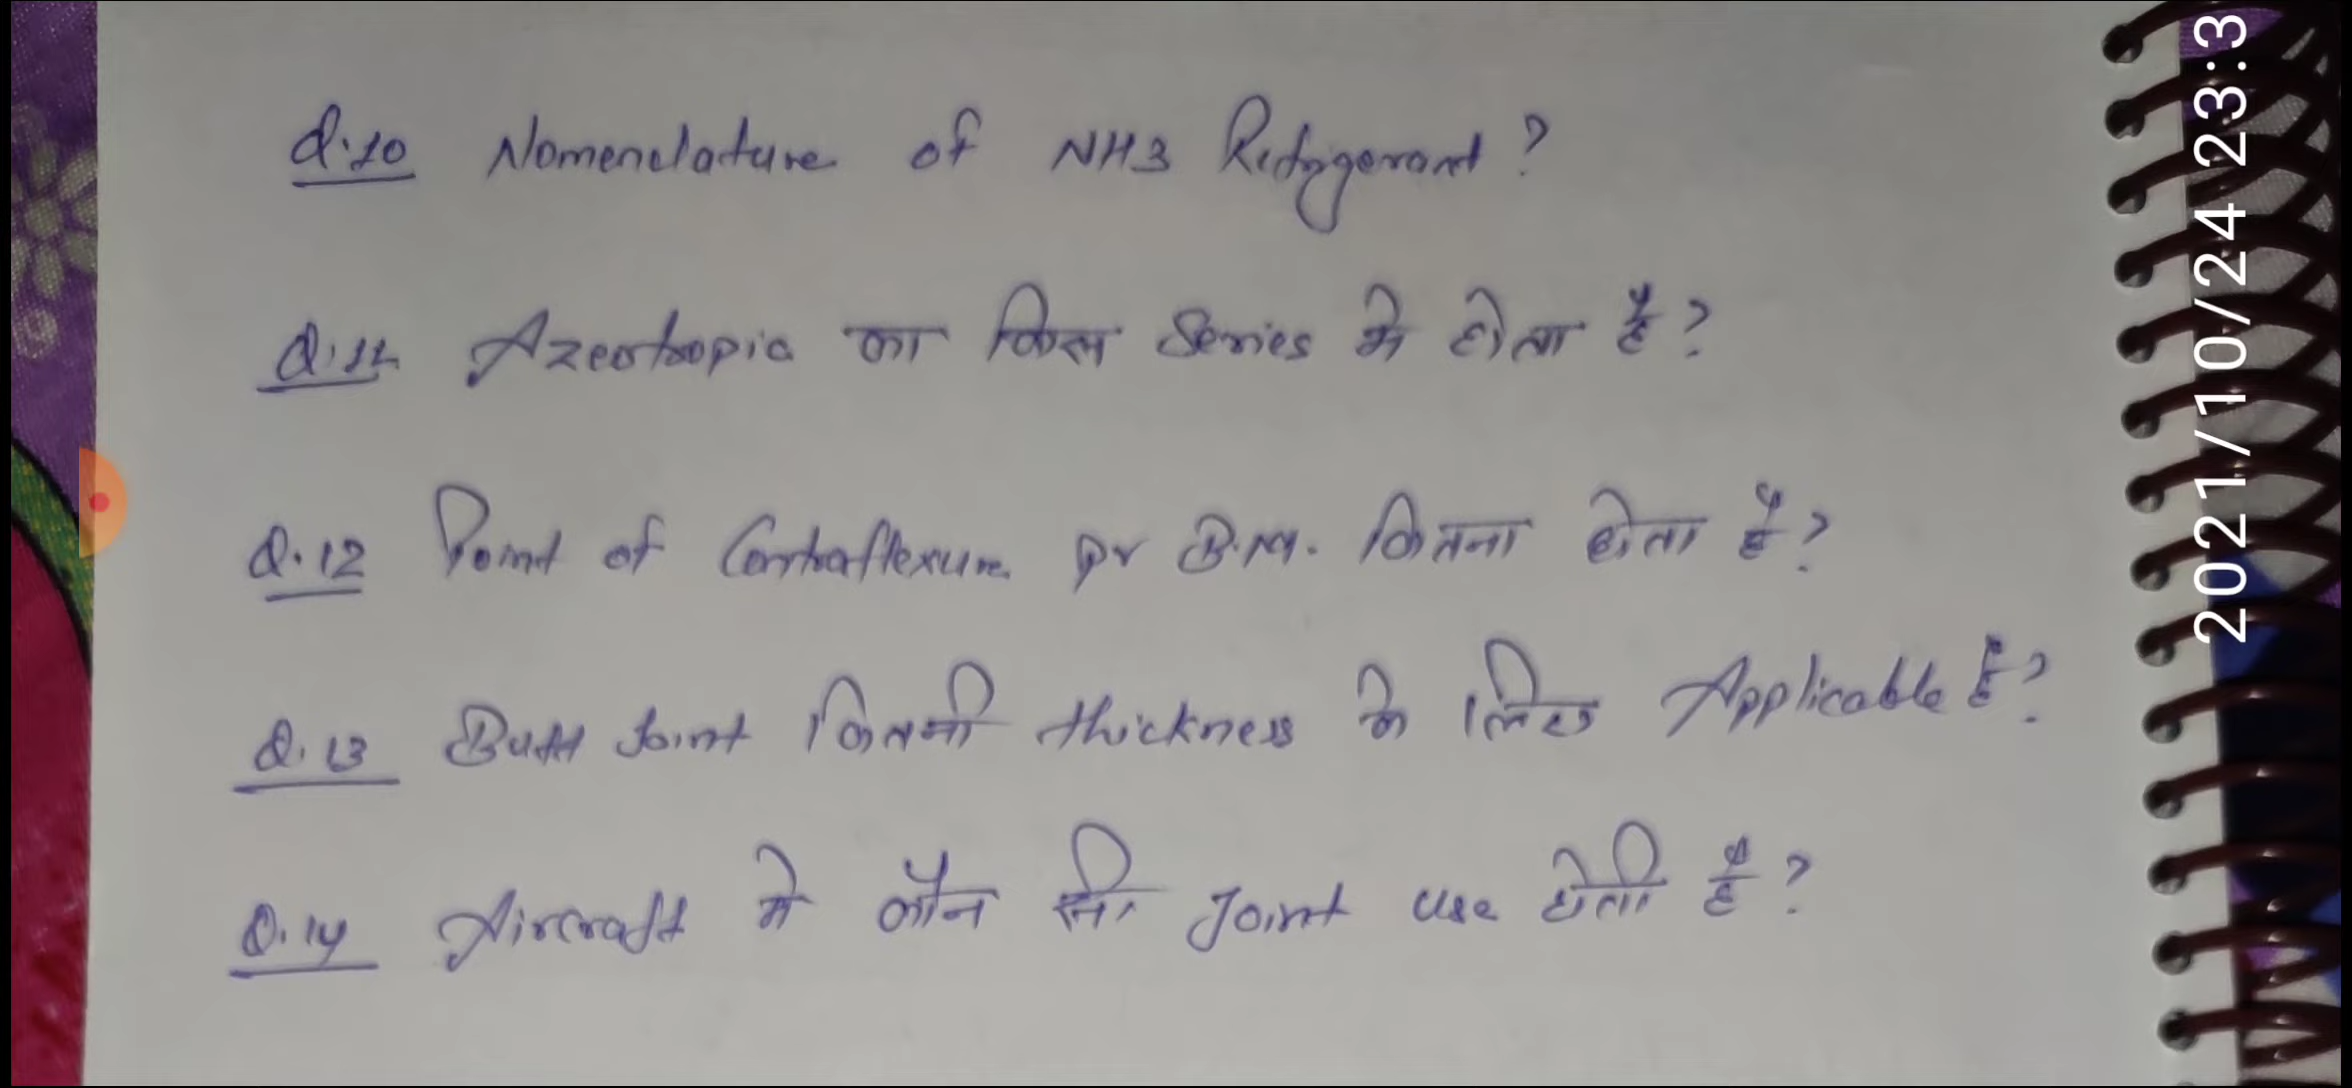 Q.10 Nomenclature of NH3 Refrigerant?
Q.11 Azeotropic का किस Series मे होता है?
Q.12 Point of Contraflexure पर B.M. कितना होता है?
Q.13 Butt Joint कितनी thickness के लिए Applicable है?
Q.14 Aircraft मे कौन सी Joint use होती है?
2021/10/24 23:3